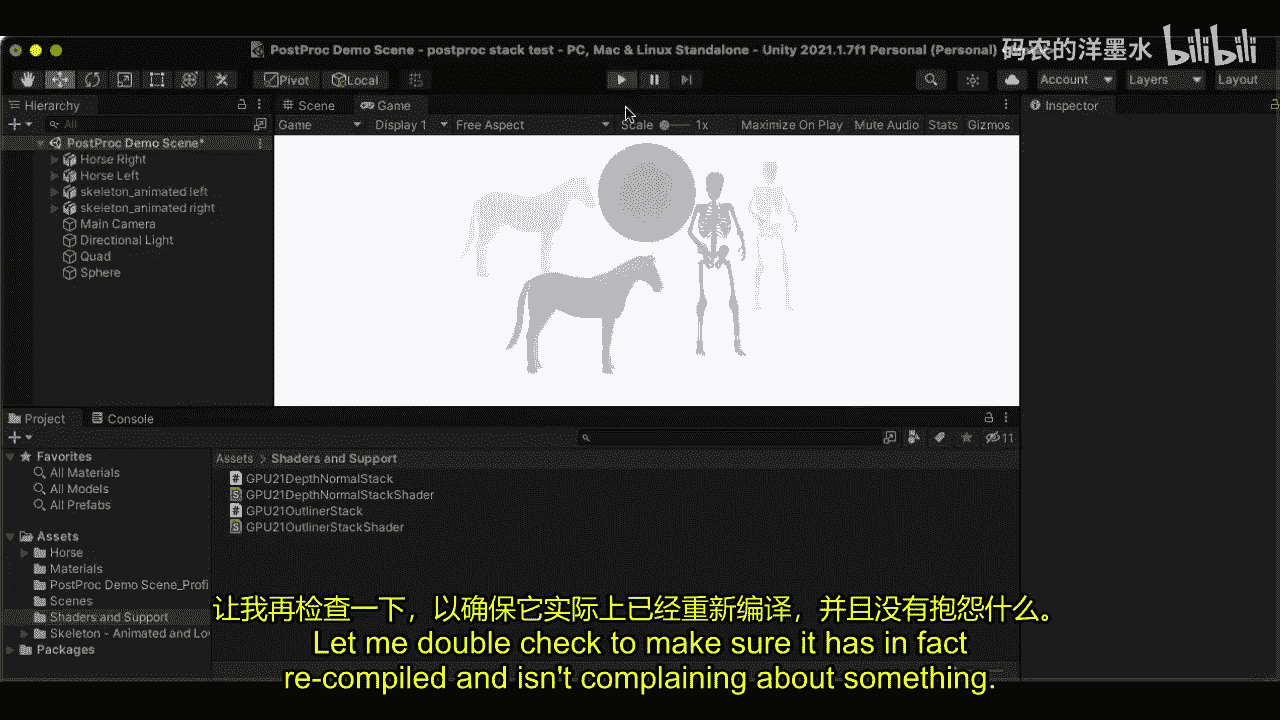 PostProc Demo Scene - postproc stack test - PC, Mac & Linux Standalone - Unity 2021.1.7f1 Personal (Personal)
码农的洋墨水 bilibili
Pivot Local Account Layers Layout
Hierarchy Scene Game Inspector
All Game Display 1 Free Aspect Scale 1x Maximize On Play Mute Audio Stats Gizmos
PostProc Demo Scene*
Horse Right
Horse Left
skeleton_animated left
skeleton_animated right
Main Camera
Directional Light
Quad
Sphere
Project Console
11
Favorites
All Materials
All Models
All Prefabs
Assets
Horse
Materials
PostProc Demo Scene_Profi
Scenes
Shaders and Support
Skeleton - Animated and Lo
Packages
Assets > Shaders and Support
GPU21DepthNormalStack
GPU21DepthNormalStackShader
GPU21OutlinerStack
GPU21OutlinerStackShader
让我再检查一下，以确保它实际上已经重新编译，并且没有抱怨什么。
Let me double check to make sure it has in fact
re-compiled and isn't complaining about something.